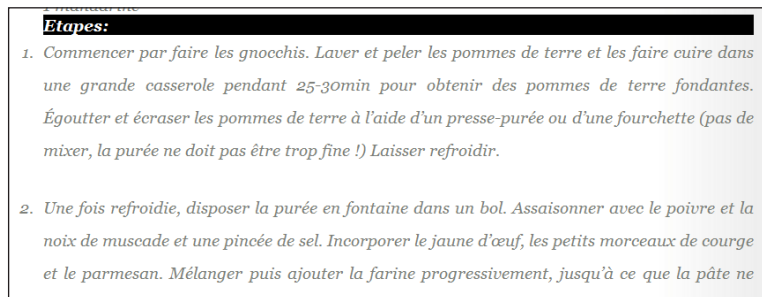 1 mandarine
Etapes:
1. Commencer par faire les gnocchis. Laver et peler les pommes de terre et les faire cuire dans
une grande casserole pendant 25-30min pour obtenir des pommes de terre fondantes.
Égoutter et écraser les pommes de terre à l’aide d’un presse-purée ou d’une fourchette (pas de
mixer, la purée ne doit pas être trop fine !) Laisser refroidir.
2. Une fois refroidie, disposer la purée en fontaine dans un bol. Assaisonner avec le poivre et la
noix de muscade et une pincée de sel. Incorporer le jaune d’œuf, les petits morceaux de courge
et le parmesan. Mélanger puis ajouter la farine progressivement, jusqu’à ce que la pâte ne